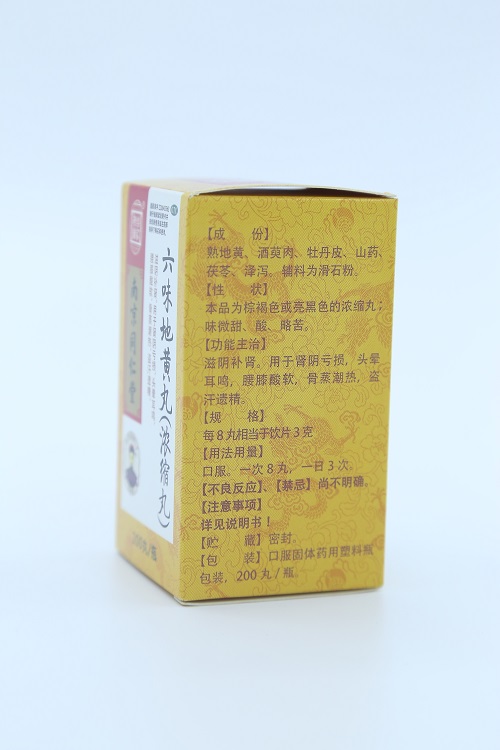 南京同仁堂
六味地黄丸(浓缩丸)
200丸/瓶
【成 份】
熟地黄、酒萸肉、牡丹皮、山药、
茯苓、泽泻。辅料为滑石粉。
【性 状】
本品为棕褐色或亮黑色的浓缩丸；
味微甜、酸、略苦。
【功能主治】
滋阴补肾。用于肾阴亏损，头晕
耳鸣，腰膝酸软，骨蒸潮热，盗
汗遗精。
【规 格】
每8丸相当于饮片3克
【用法用量】
口服。一次8丸，一日3次。
【不良反应】、【禁忌】尚不明确。
【注意事项】
详见说明书！
【贮 藏】密封。
【包 装】口服固体药用塑料瓶
包装，200丸/瓶。